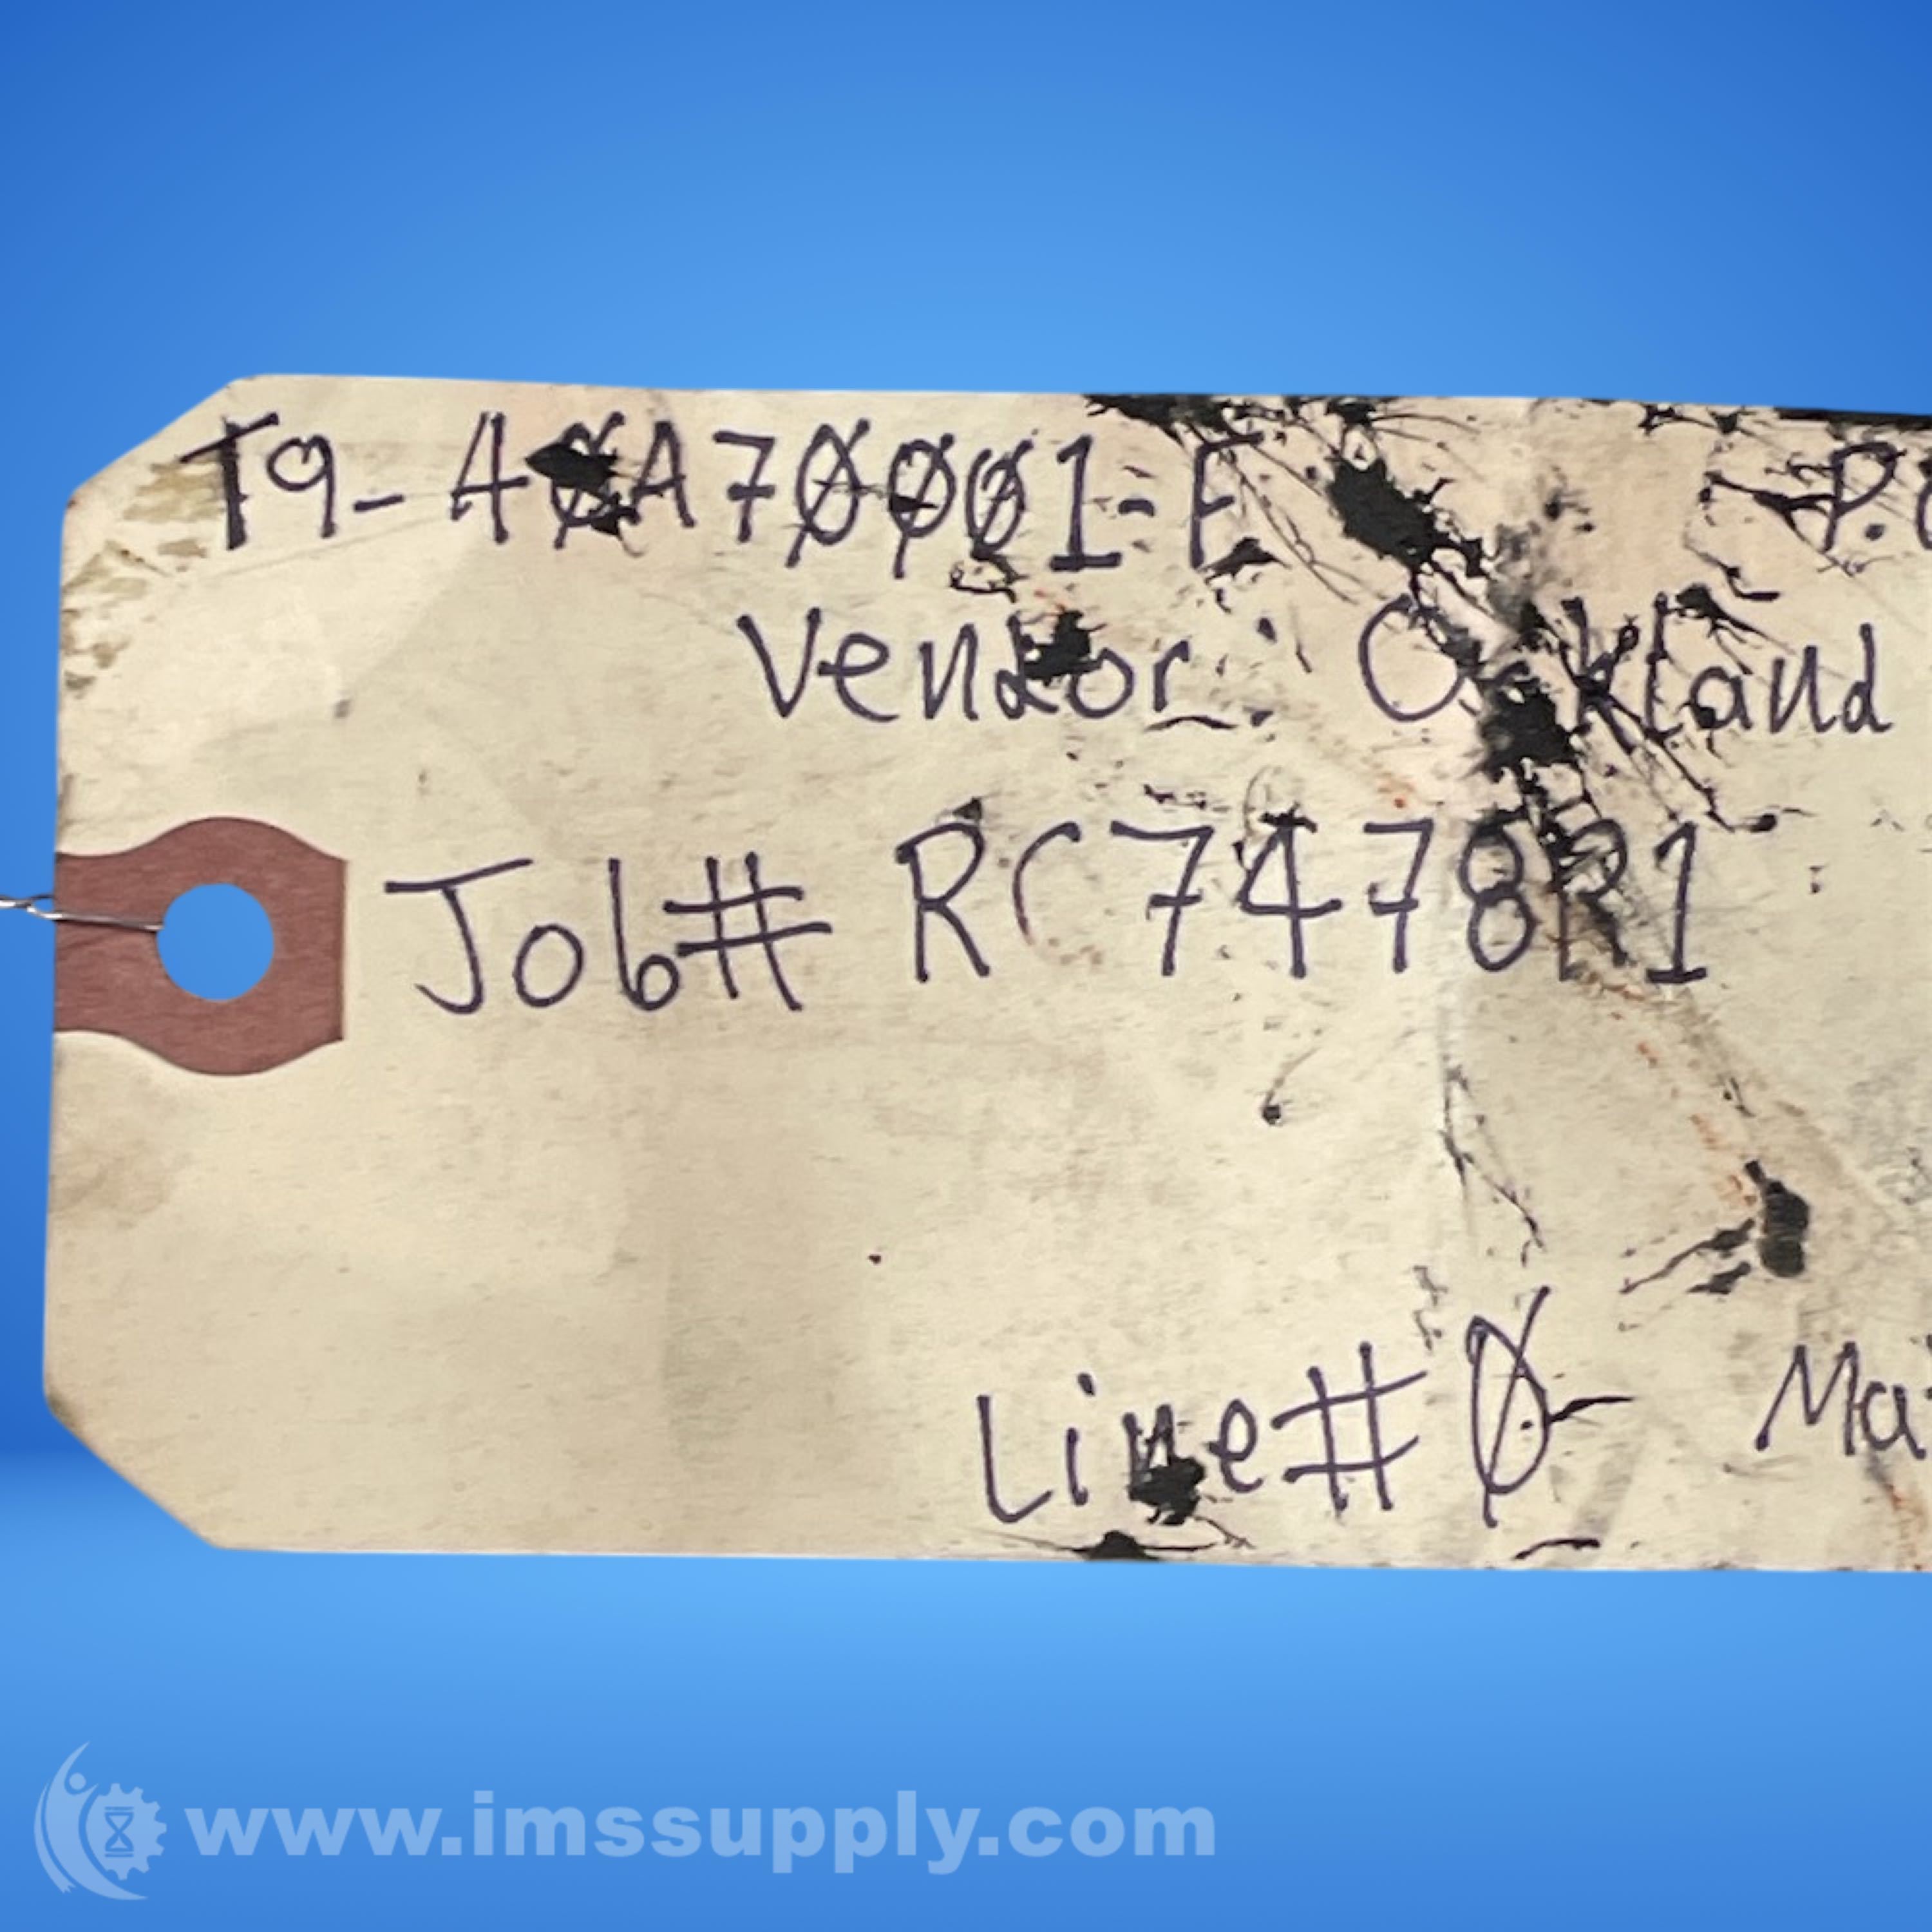 T9-40A70001-E P.
Vendor: Oakland
Job# RC7478R1
Line# 0 Ma
www.imssupply.com